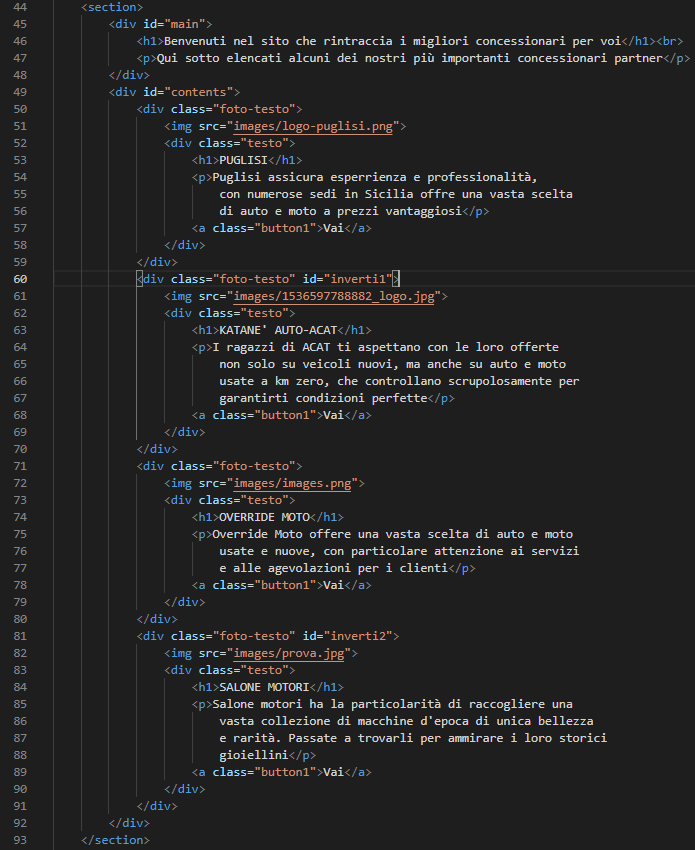 44 <section>
45 <div id="main">
46 <h1>Benvenuti nel sito che rintraccia i migliori concessionari per voi</h1><br>
47 <p>Qui sotto elencati alcuni dei nostri più importanti concessionari partner</p>
48 </div>
49 <div id="contents">
50 <div class="foto-testo">
51 <img src="images/logo-puglisi.png">
52 <div class="testo">
53 <h1>PUGLISI</h1>
54 <p>Puglisi assicura esperrienza e professionalità,
55 con numerose sedi in Sicilia offre una vasta scelta
56 di auto e moto a prezzi vantaggiosi</p>
57 <a class="button1">Vai</a>
58 </div>
59 </div>
60 <div class="foto-testo" id="inverti1">
61 <img src="images/1536597788882_logo.jpg">
62 <div class="testo">
63 <h1>KATANE' AUTO-ACAT</h1>
64 <p>I ragazzi di ACAT ti aspettano con le loro offerte
65 non solo su veicoli nuovi, ma anche su auto e moto
66 usate a km zero, che controllano scrupolosamente per
67 garantirti condizioni perfette</p>
68 <a class="button1">Vai</a>
69 </div>
70 </div>
71 <div class="foto-testo">
72 <img src="images/images.png">
73 <div class="testo">
74 <h1>OVERRIDE MOTO</h1>
75 <p>Override Moto offere una vasta scelta di auto e moto
76 usate e nuove, con particolare attenzione ai servizi
77 e alle agevolazioni per i clienti</p>
78 <a class="button1">Vai</a>
79 </div>
80 </div>
81 <div class="foto-testo" id="inverti2">
82 <img src="images/prova.jpg">
83 <div class="testo">
84 <h1>SALONE MOTORI</h1>
85 <p>Salone motori ha la particolarità di raccogliere una
86 vasta collezione di macchine d'epoca di unica bellezza
87 e rarità. Passate a trovarli per ammirare i loro storici
88 gioiellini</p>
89 <a class="button1">Vai</a>
90 </div>
91 </div>
92 </div>
93 </section>